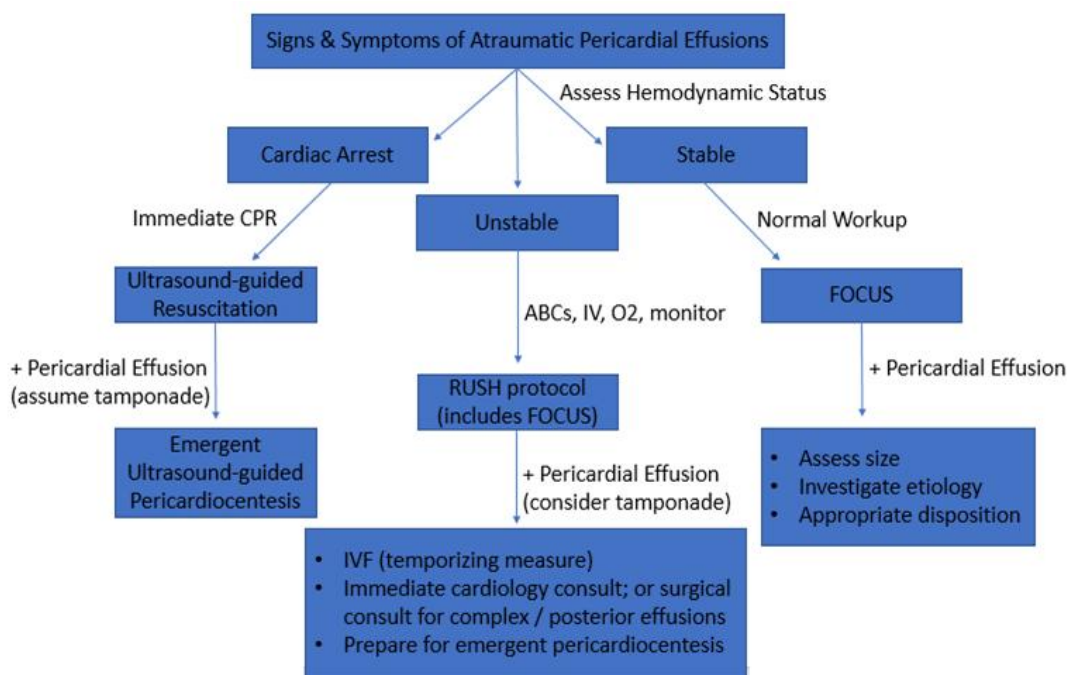 Signs & Symptoms of Atraumatic Pericardial Effusions
Assess Hemodynamic Status
Cardiac Arrest
Stable
Unstable
Immediate CPR
Normal Workup
Ultrasound-guided
Resuscitation
FOCUS
ABCs, IV, O2, monitor
+ Pericardial Effusion
(assume tamponade)
+ Pericardial Effusion
RUSH protocol
(includes FOCUS)
Emergent
Ultrasound-guided
Pericardiocentesis
• Assess size
• Investigate etiology
• Appropriate disposition
+ Pericardial Effusion
(consider tamponade)
• IVF (temporizing measure)
• Immediate cardiology consult; or surgical
consult for complex / posterior effusions
• Prepare for emergent pericardiocentesis